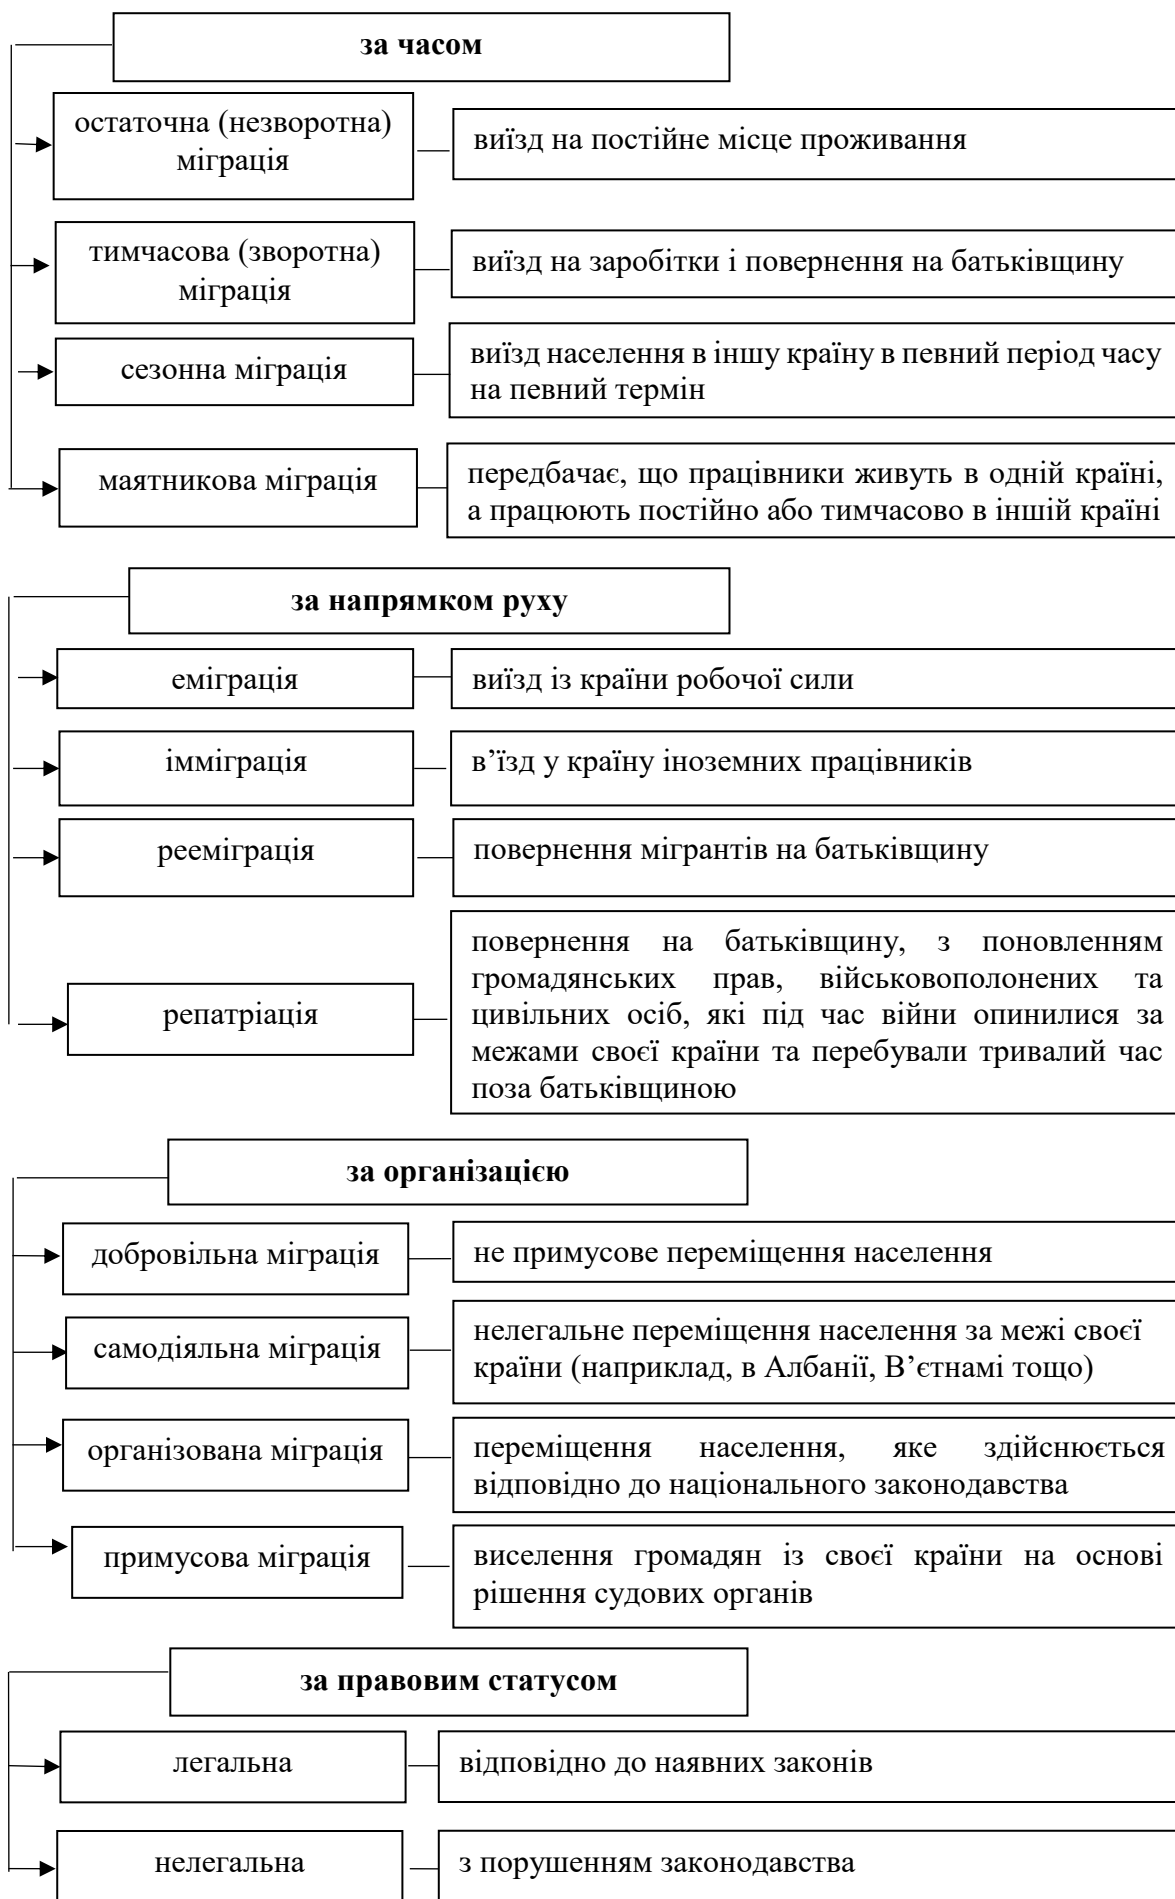 за часом
остаточна (незворотна)
міграція
виїзд на постійне місце проживання
тимчасова (зворотна)
міграція
виїзд на заробітки і повернення на батьківщину
сезонна міграція
виїзд населення в іншу країну в певний період часу
на певний термін
маятникова міграція
передбачає, що працівники живуть в одній країні,
а працюють постійно або тимчасово в іншій країні
за напрямком руху
еміграція
виїзд із країни робочої сили
імміграція
в’їзд у країну іноземних працівників
рееміграція
повернення мігрантів на батьківщину
репатріація
повернення на батьківщину, з поновленням
громадянських прав, військовополонених та
цивільних осіб, які під час війни опинилися за
межами своєї країни та перебували тривалий час
поза батьківщиною
за організацією
добровільна міграція
не примусове переміщення населення
самодіяльна міграція
нелегальне переміщення населення за межі своєї
країни (наприклад, в Албанії, В’єтнамі тощо)
організована міграція
переміщення населення, яке здійснюється
відповідно до національного законодавства
примусова міграція
виселення громадян із своєї країни на основі
рішення судових органів
за правовим статусом
легальна
відповідно до наявних законів
нелегальна
з порушенням законодавства